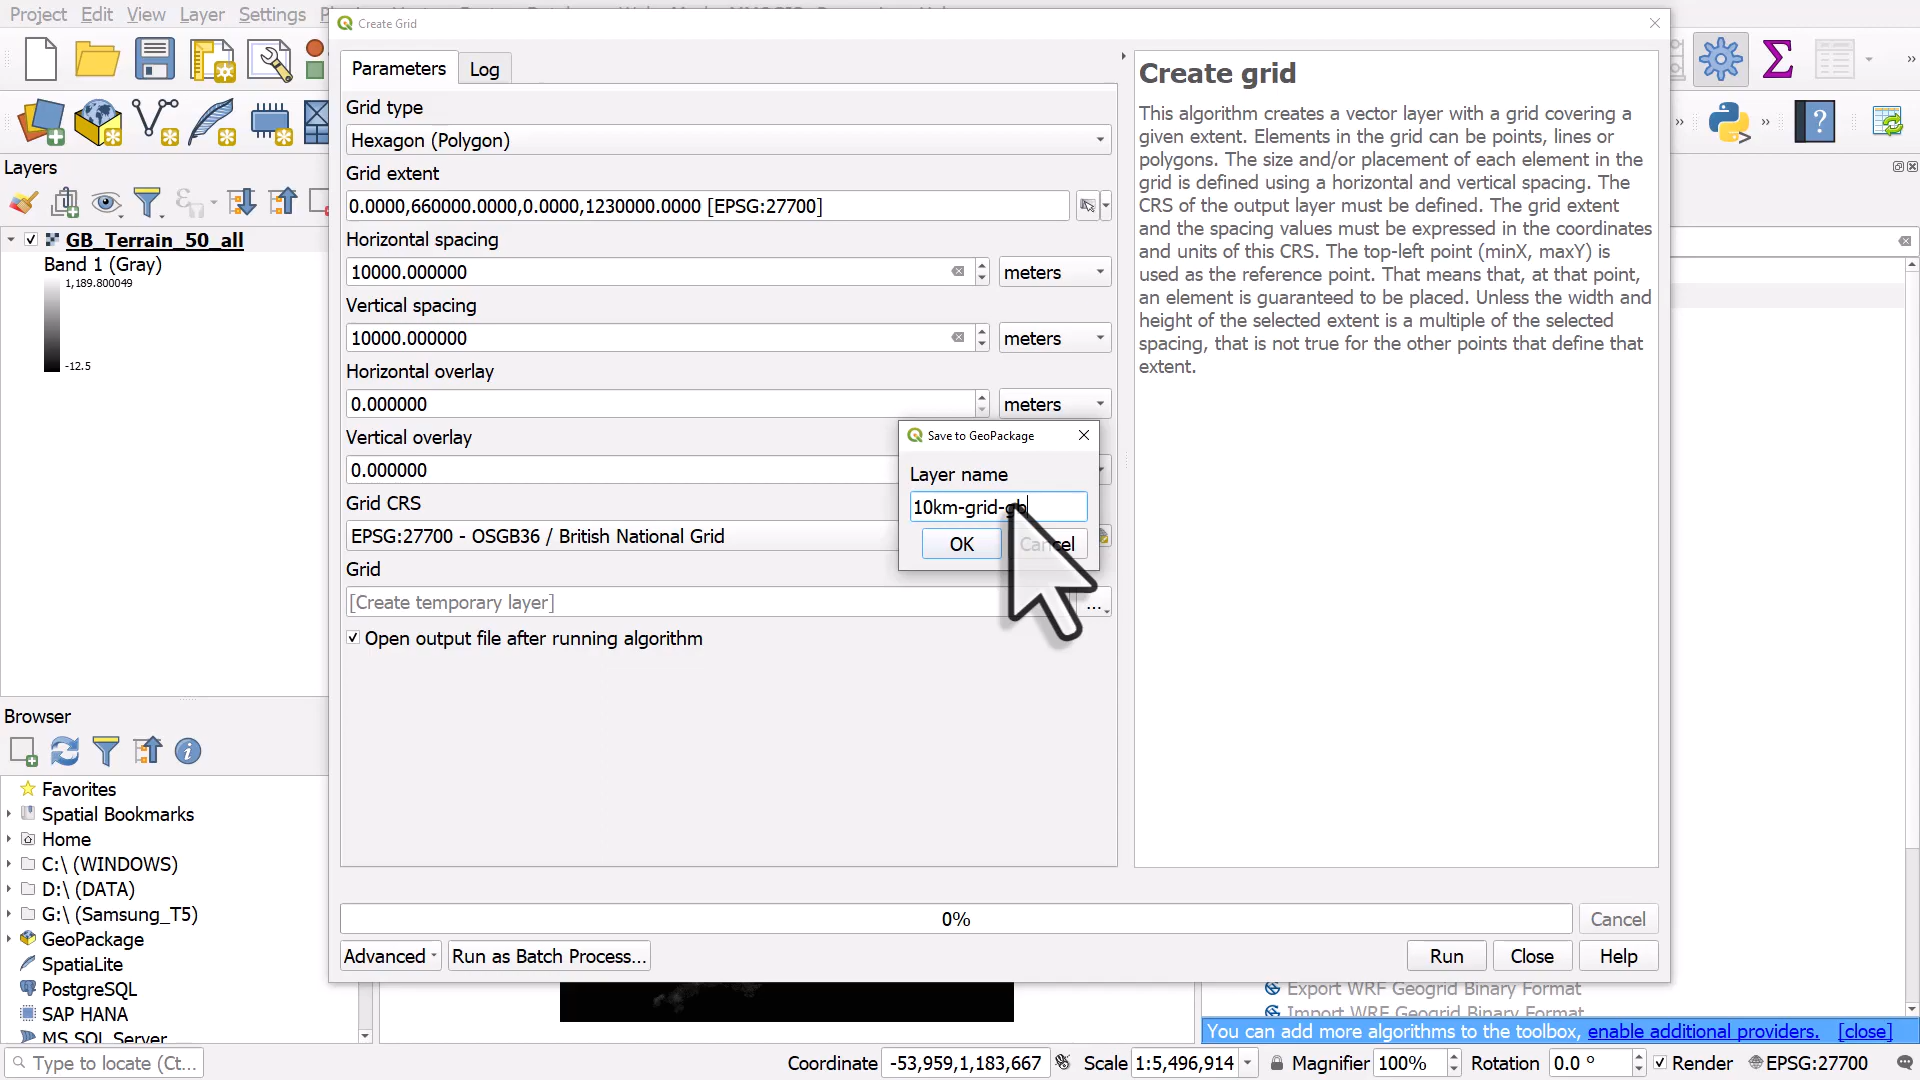 Project Edit View Layer Settings
Create Grid
Parameters
Log
Grid type
Hexagon (Polygon)
Grid extent
0.0000,660000.0000,0.0000,1230000.0000 [EPSG:27700]
Horizontal spacing
10000.000000
meters
Vertical spacing
10000.000000
meters
Horizontal overlay
0.000000
meters
Vertical overlay
0.000000
Grid CRS
EPSG:27700 - OSGB36 / British National Grid
Grid
[Create temporary layer]
...
Open output file after running algorithm
Save to GeoPackage
Layer name
10km-grid-gb
OK
Cancel
Create grid
This algorithm creates a vector layer with a grid covering a
given extent. Elements in the grid can be points, lines or
polygons. The size and/or placement of each element in the
grid is defined using a horizontal and vertical spacing. The
CRS of the output layer must be defined. The grid extent
and the spacing values must be expressed in the coordinates
and units of this CRS. The top-left point (minX, maxY) is
used as the reference point. That means that, at that point,
an element is guaranteed to be placed. Unless the width and
height of the selected extent is a multiple of the selected
spacing, that is not true for the other points that define that
extent.
0%
Cancel
Advanced
Run as Batch Process...
Run
Close
Help
Layers
GB_Terrain_50_all
Band 1 (Gray)
1,189.800049
-12.5
Browser
Favorites
Spatial Bookmarks
Home
C:\ (WINDOWS)
D:\ (DATA)
G:\ (Samsung_T5)
GeoPackage
SpatiaLite
PostgreSQL
SAP HANA
MS SQL Server
Export WRF Geogrid Binary Format
Import WRF Geogrid Binary Format
You can add more algorithms to the toolbox, enable additional providers. [close]
Type to locate (Ct...
Coordinate -53,959,1,183,667
Scale 1:5,496,914
Magnifier 100%
Rotation 0.0 °
Render
EPSG:27700